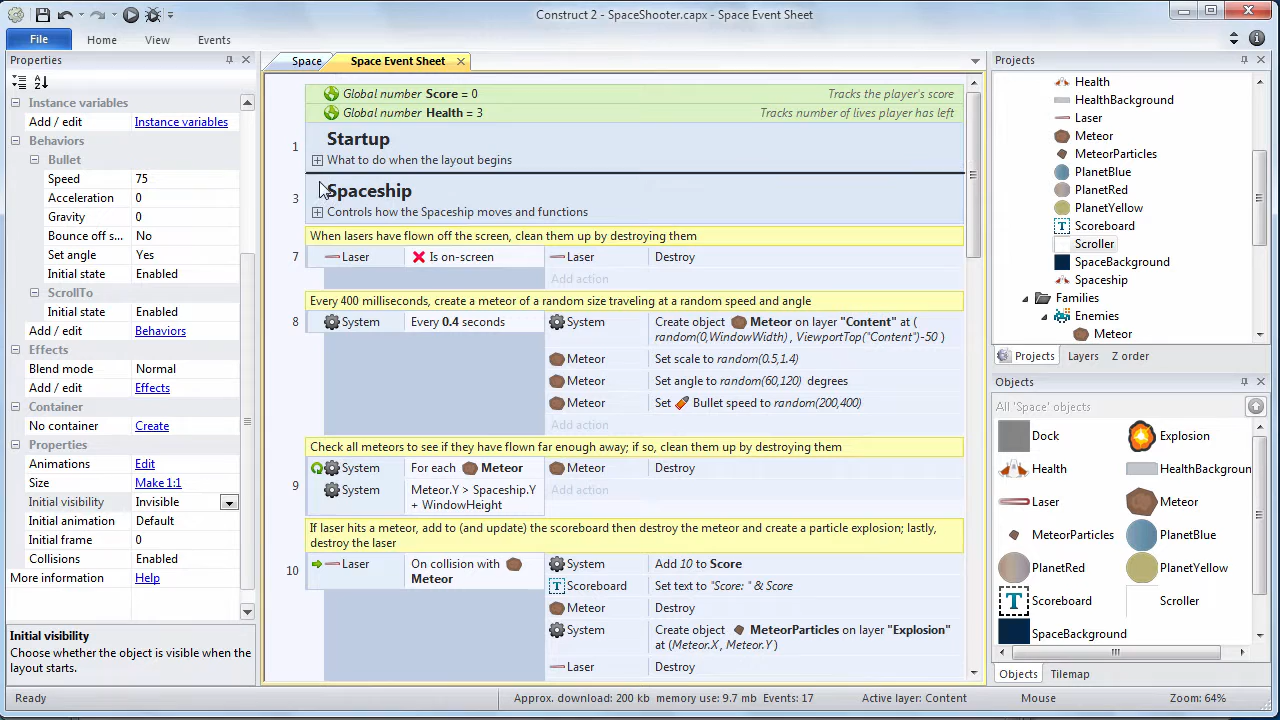 Construct 2 - SpaceShooter.capx - Space Event Sheet
File Home View Events
Properties
Instance variables
Add / edit Instance variables
Behaviors
Bullet
Speed 75
Acceleration 0
Gravity 0
Bounce off s... No
Set angle Yes
Initial state Enabled
ScrollTo
Initial state Enabled
Add / edit Behaviors
Effects
Blend mode Normal
Add / edit Effects
Container
No container Create
Properties
Animations Edit
Size Make 1:1
Initial visibility Invisible
Initial animation Default
Initial frame 0
Collisions Enabled
More information Help
Initial visibility
Choose whether the object is visible when the
layout starts.
Space Space Event Sheet
Global number Score = 0 Tracks the player's score
Global number Health = 3 Tracks number of lives player has left
1 Startup
What to do when the layout begins
3 Spaceship
Controls how the Spaceship moves and functions
When lasers have flown off the screen, clean them up by destroying them
7 Laser Is on-screen Laser Destroy
Add action
Every 400 milliseconds, create a meteor of a random size traveling at a random speed and angle
8 System Every 0.4 seconds System Create object Meteor on layer "Content" at (
random(0,WindowWidth) , ViewportTop("Content")-50 )
Meteor Set scale to random(0.5,1.4)
Meteor Set angle to random(60,120) degrees
Meteor Set Bullet speed to random(200,400)
Add action
Check all meteors to see if they have flown far enough away; if so, clean them up by destroying them
9 System For each Meteor Meteor Destroy
System Meteor.Y > Spaceship.Y
+ WindowHeight Add action
If laser hits a meteor, add to (and update) the scoreboard then destroy the meteor and create a particle explosion; lastly,
destroy the laser
10 Laser On collision with
Meteor System Add 10 to Score
T Scoreboard Set text to "Score: " & Score
Meteor Destroy
System Create object MeteorParticles on layer "Explosion"
at (Meteor.X , Meteor.Y )
Laser Destroy
Projects
Health
HealthBackground
Laser
Meteor
MeteorParticles
PlanetBlue
PlanetRed
PlanetYellow
T Scoreboard
Scroller
SpaceBackground
Spaceship
Families
Enemies
Meteor
Projects Layers Z order
Objects
All 'Space' objects
Dock Explosion
Health HealthBackgroun
Laser Meteor
MeteorParticles PlanetBlue
PlanetRed PlanetYellow
T Scoreboard Scroller
SpaceBackground
Objects Tilemap
Ready Approx. download: 200 kb memory use: 9.7 mb Events: 17 Active layer: Content Mouse Zoom: 64%